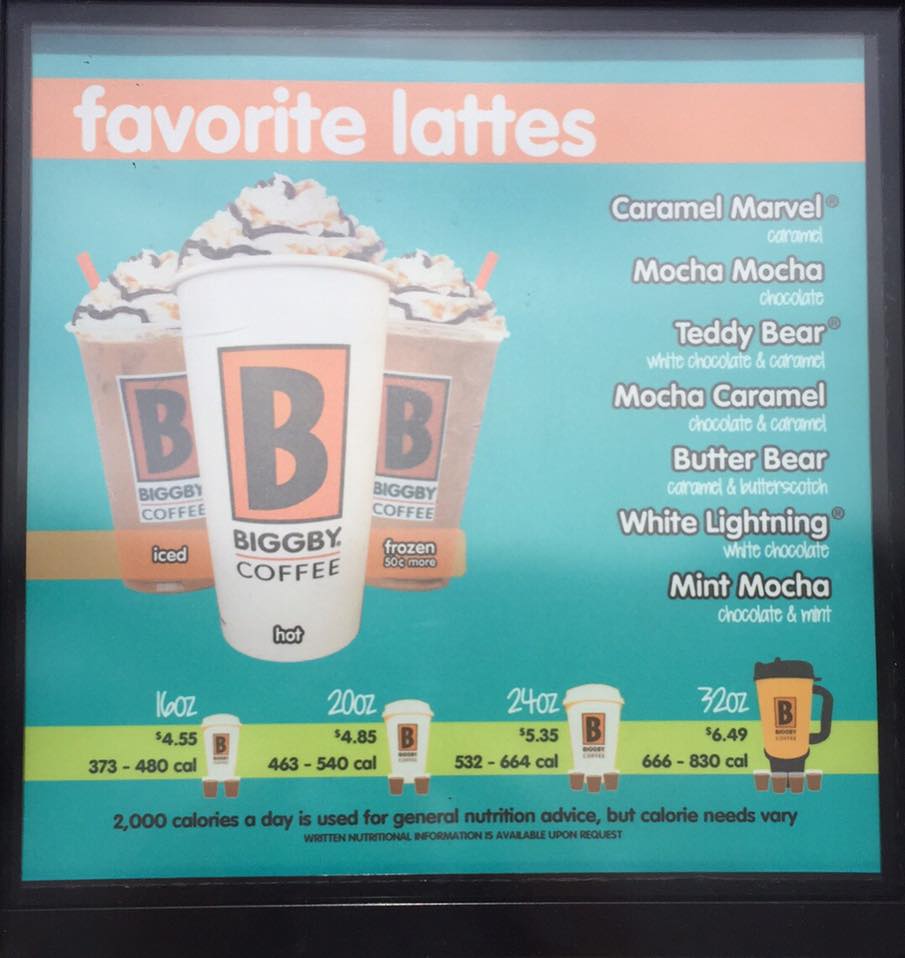 favorite lattes
Caramel Marvel®
caramel
Mocha Mocha
chocolate
Teddy Bear®
white chocolate & caramel
Mocha Caramel
chocolate & caramel
Butter Bear
caramel & butterscotch
White Lightning®
white chocolate
Mint Mocha
chocolate & mint
B
BIGGBY
COFFEE
iced
B
BIGGBY.
COFFEE
hot
B
BIGGBY
COFFEE
frozen
50¢ more
16oz
$4.55
373 - 480 cal
B
20oz
$4.85
463 - 540 cal
B
24oz
$5.35
532 - 664 cal
B
BIGGBY
COFFEE
32oz
$6.49
666 - 830 cal
B
BIGGBY
COFFEE
2,000 calories a day is used for general nutrition advice, but calorie needs vary
WRITTEN NUTRITIONAL INFORMATION IS AVAILABLE UPON REQUEST